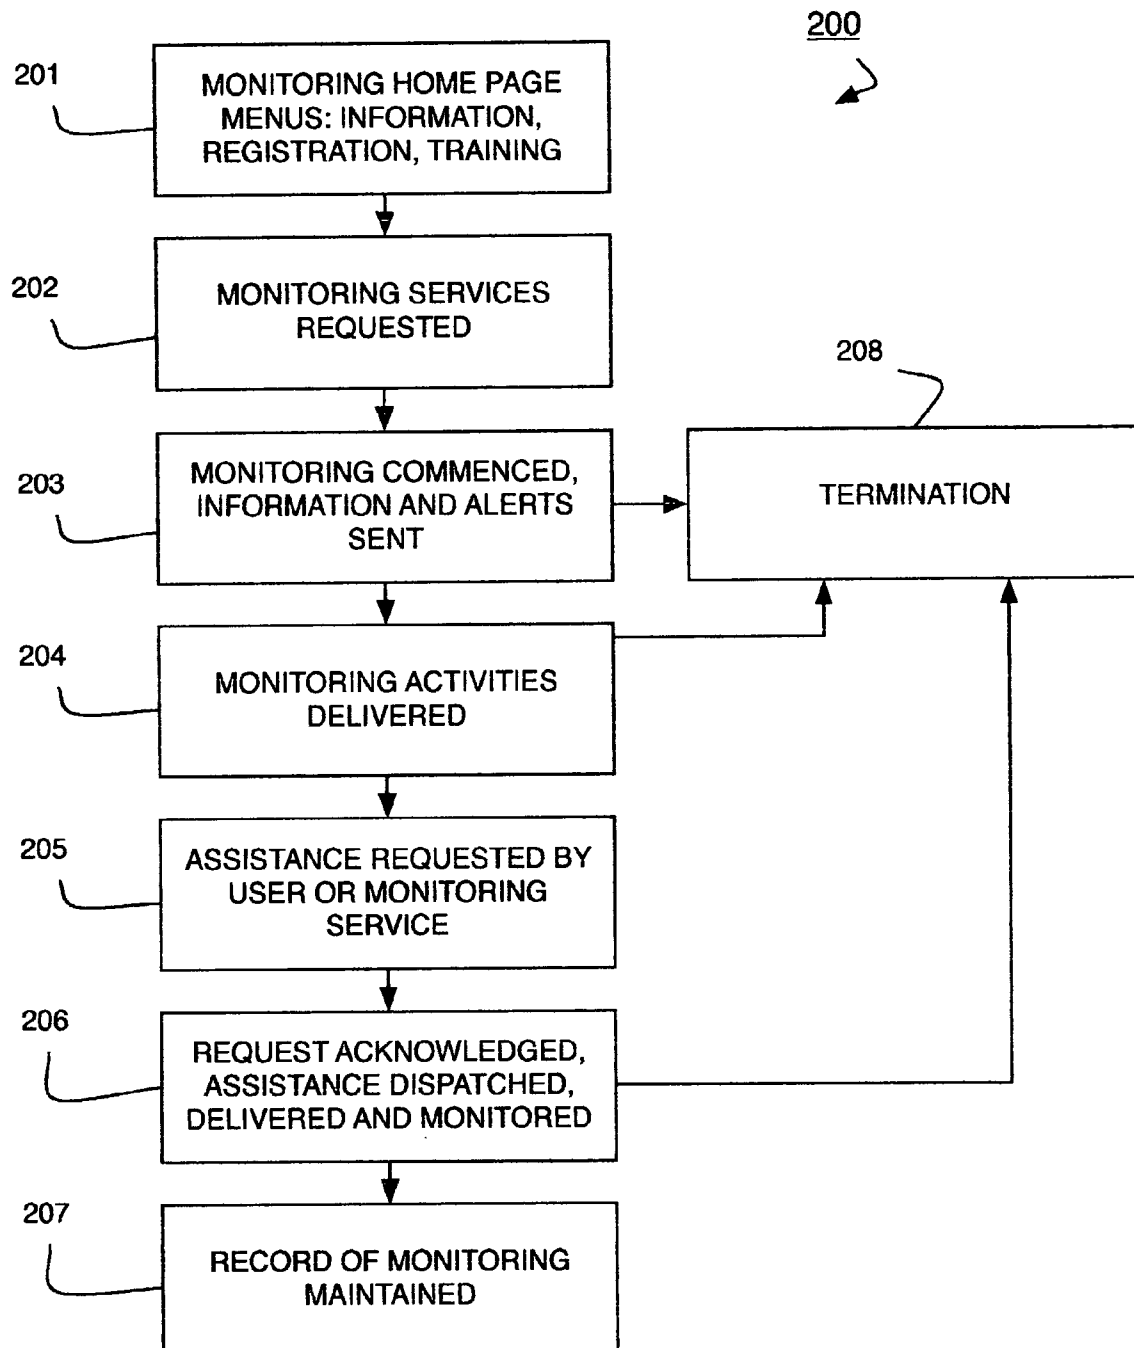 200
201
MONITORING HOME PAGE
MENUS: INFORMATION,
REGISTRATION, TRAINING
202
MONITORING SERVICES
REQUESTED
208
TERMINATION
203
MONITORING COMMENCED,
INFORMATION AND ALERTS
SENT
204
MONITORING ACTIVITIES
DELIVERED
205
ASSISTANCE REQUESTED BY
USER OR MONITORING
SERVICE
206
REQUEST ACKNOWLEDGED,
ASSISTANCE DISPATCHED,
DELIVERED AND MONITORED
207
RECORD OF MONITORING
MAINTAINED